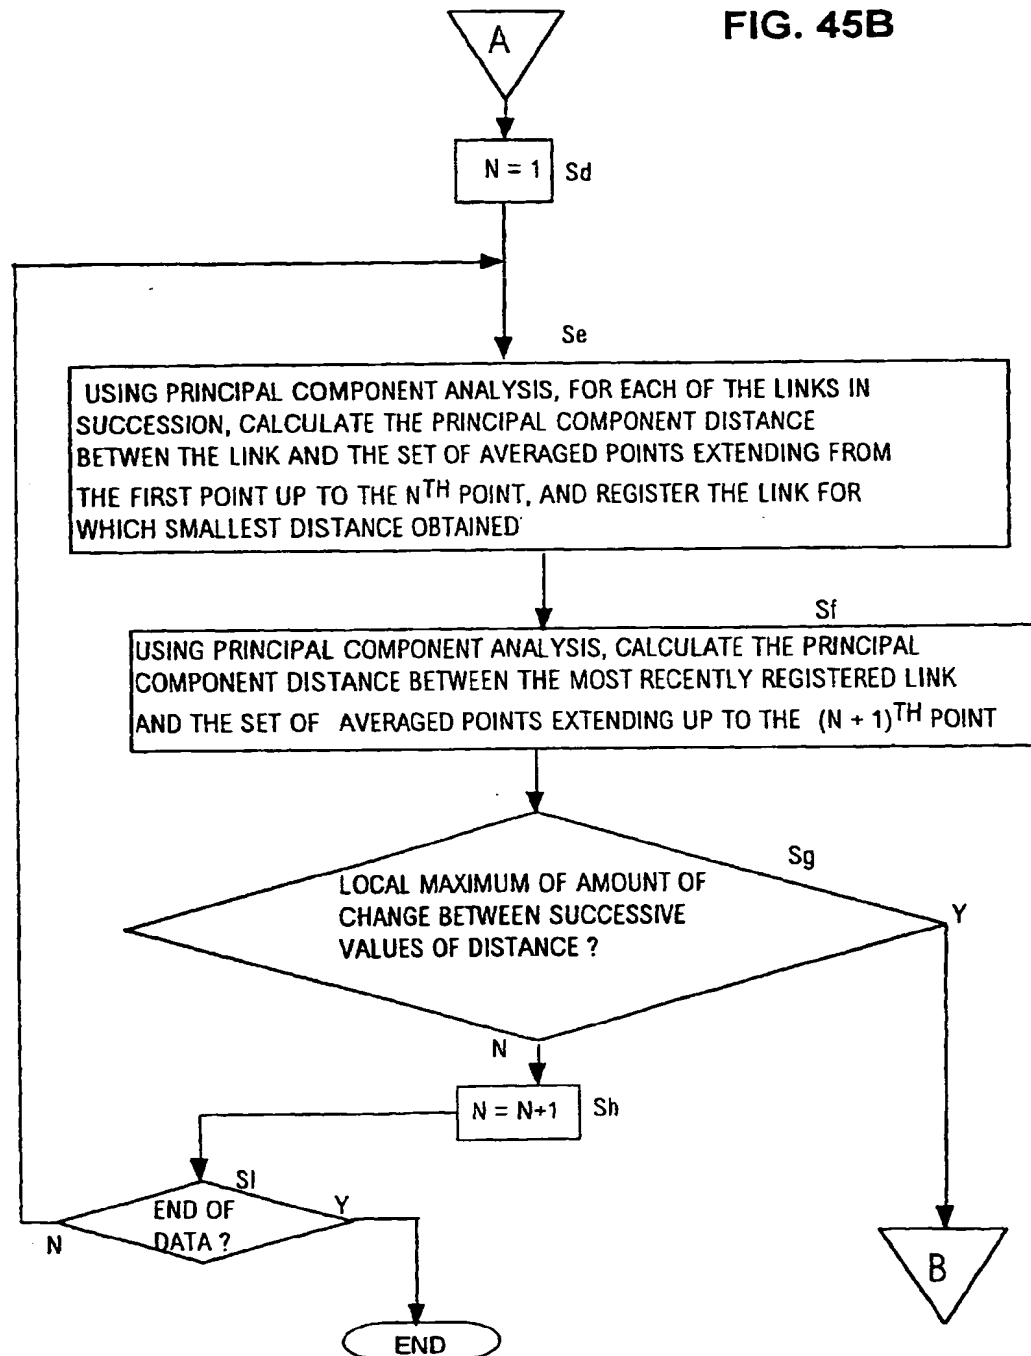 FIG. 45B
A
N = 1 Sd
Se
USING PRINCIPAL COMPONENT ANALYSIS, FOR EACH OF THE LINKS IN
SUCCESSION, CALCULATE THE PRINCIPAL COMPONENT DISTANCE
BETWEN THE LINK AND THE SET OF AVERAGED POINTS EXTENDING FROM
THE FIRST POINT UP TO THE NTH POINT, AND REGISTER THE LINK FOR
WHICH SMALLEST DISTANCE OBTAINED
Sf
USING PRINCIPAL COMPONENT ANALYSIS, CALCULATE THE PRINCIPAL
COMPONENT DISTANCE BETWEEN THE MOST RECENTLY REGISTERED LINK
AND THE SET OF AVERAGED POINTS EXTENDING UP TO THE (N + 1)TH POINT
Sg
LOCAL MAXIMUM OF AMOUNT OF
CHANGE BETWEEN SUCCESSIVE
VALUES OF DISTANCE ?
Y
N
N = N+1 Sh
SI
END OF
DATA ?
Y
N
B
END